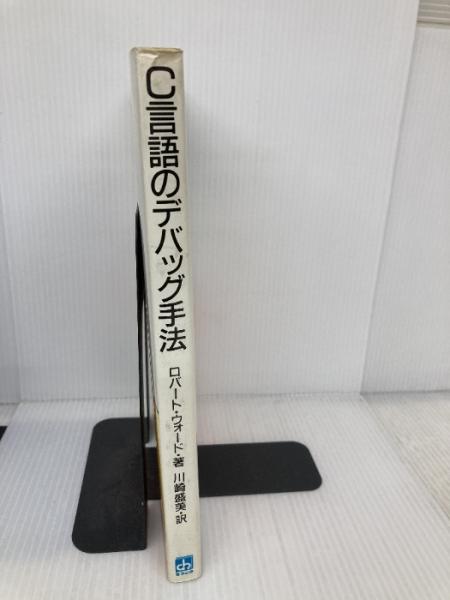 C言語のデバッグ手法
ロバート・ウォード・著 川崎盛美・訳